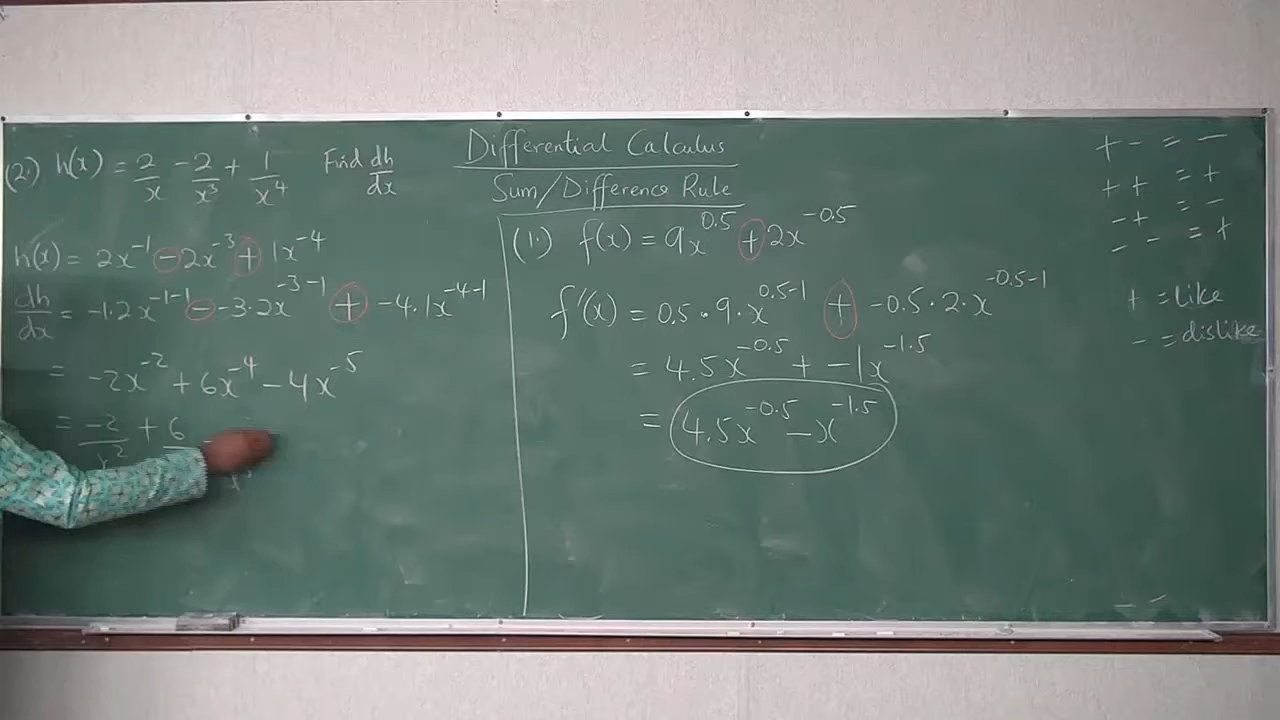 Differential Calculus
Sum/Difference Rule
(2.) h(x) = 2/x - 2/x³ + 1/x⁴ Find dh/dx
h(x) = 2x⁻¹ - 2x⁻³ + 1x⁻⁴
dh/dx = -1.2x⁻¹⁻¹ - -3.2x⁻³⁻¹ + -4.1x⁻⁴⁻¹
= -2x⁻² + 6x⁻⁴ - 4x⁻⁵
= -2/x² + 6
(1.) f(x) = 9x^0.5 + 2x^-0.5
f'(x) = 0.5 · 9 · x^0.5-1 + -0.5 · 2 · x^-0.5-1
= 4.5x^-0.5 + -1x^-1.5
= 4.5x^-0.5 - x^-1.5
+ - = -
+ + = +
- + = -
- - = +
+ = like
- = dislike